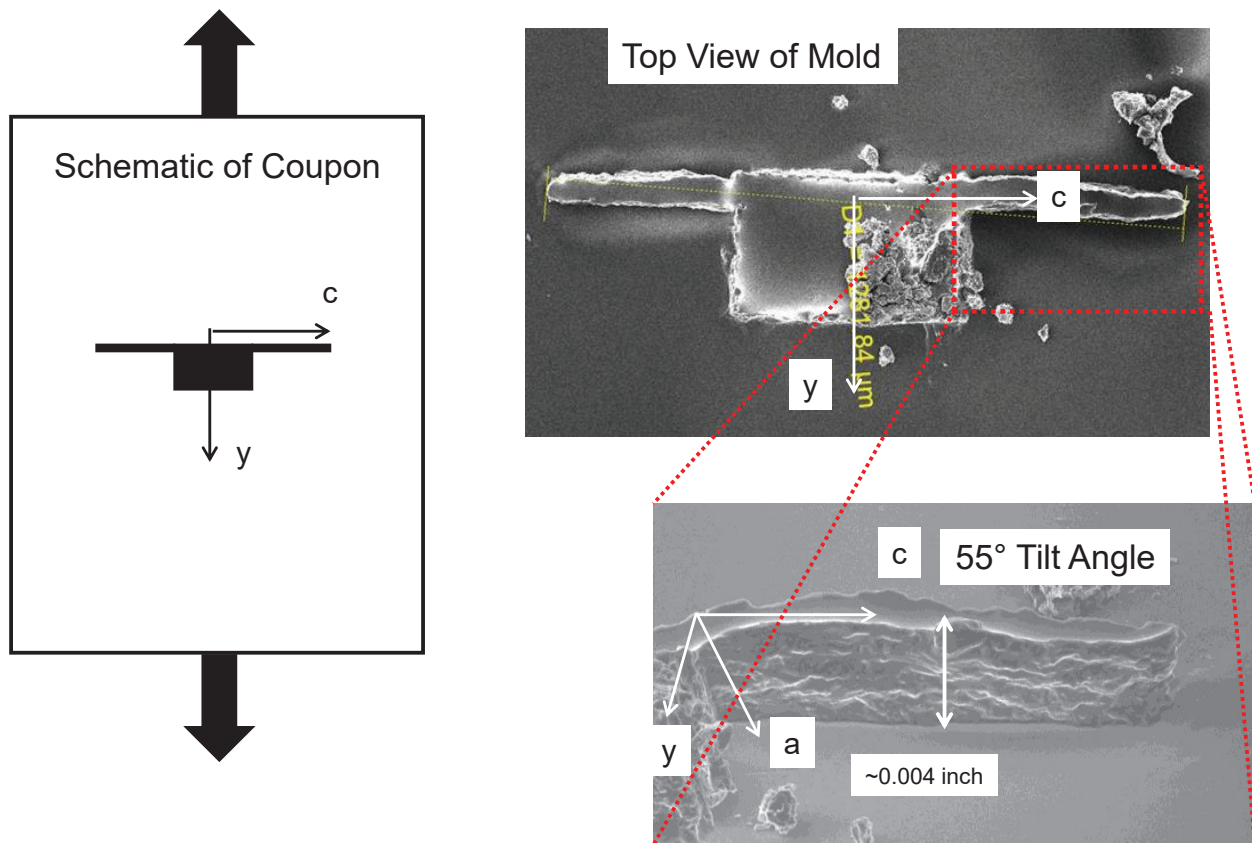 Schematic of Coupon
c
y
Top View of Mold
c
y
c
55° Tilt Angle
y
a
~0.004 inch